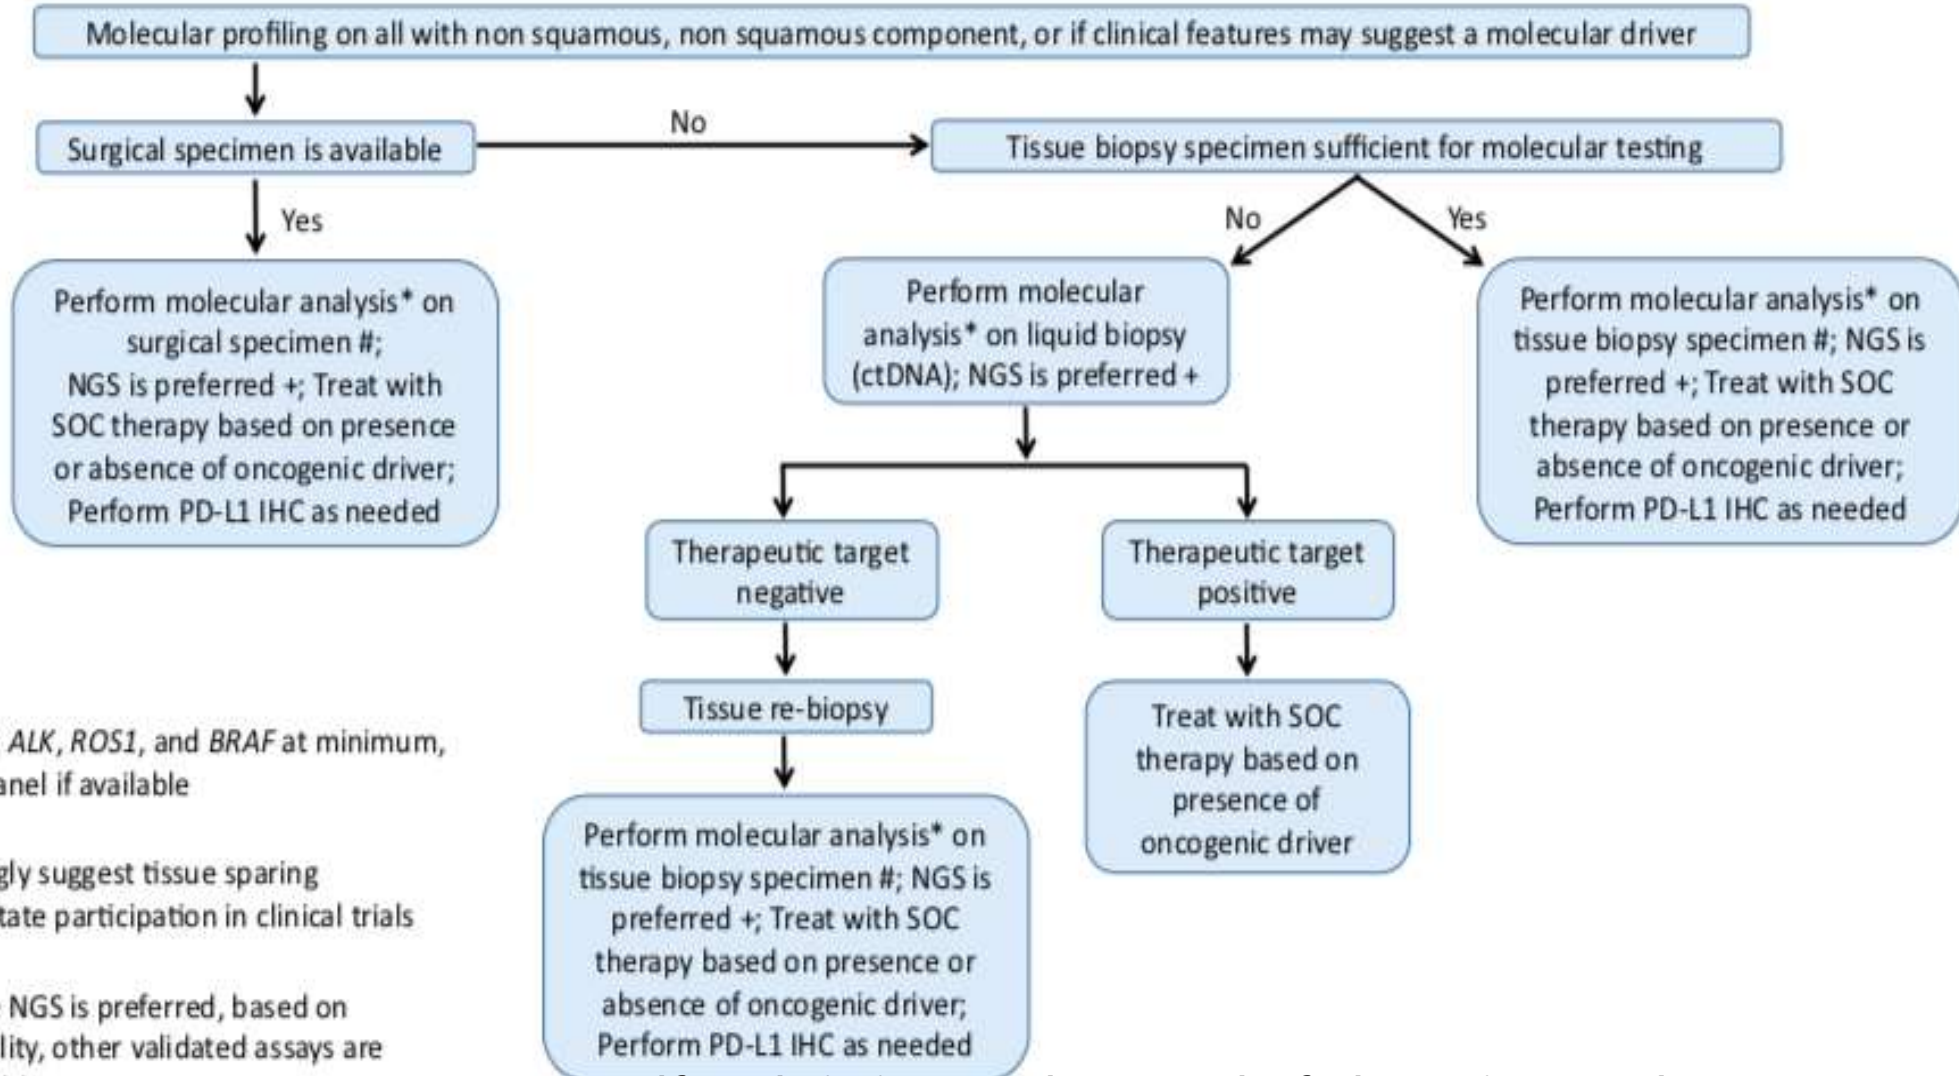 Molecular profiling on all with non squamous, non squamous component, or if clinical features may suggest a molecular driver
Surgical specimen is available
No
Tissue biopsy specimen sufficient for molecular testing
Yes
No
Yes
Perform molecular analysis* on
surgical specimen #;
NGS is preferred +; Treat with
SOC therapy based on presence
or absence of oncogenic driver;
Perform PD-L1 IHC as needed
Perform molecular
analysis* on liquid biopsy
(ctDNA); NGS is preferred +
Perform molecular analysis* on
tissue biopsy specimen #; NGS is
preferred +; Treat with SOC
therapy based on presence or
absence of oncogenic driver;
Perform PD-L1 IHC as needed
Therapeutic target
negative
Therapeutic target
positive
Tissue re-biopsy
Treat with SOC
therapy based on
presence of
oncogenic driver
Perform molecular analysis* on
tissue biopsy specimen #; NGS is
preferred +; Treat with SOC
therapy based on presence or
absence of oncogenic driver;
Perform PD-L1 IHC as needed
ALK, ROS1, and BRAF at minimum,
if available
suggest tissue sparing
participation in clinical trials
NGS is preferred, based on
other validated assays are